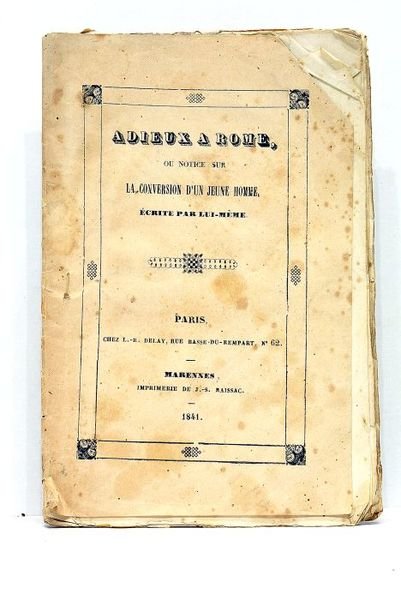 ADIEUX A ROME,
OU NOTICE SUR
LA CONVERSION D'UN JEUNE HOMME,
ÉCRITE PAR LUI-MÊME
PARIS,
CHEZ L.-R. DELAY, RUE BASSE-DU-REMPART, Nº 62.
MARENNES,
IMPRIMERIE DE J.-S. RAISSAC.
1841.